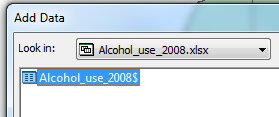 Add Data
Look in: Alcohol_use_2008.xlsx
Alcohol_use_2008$